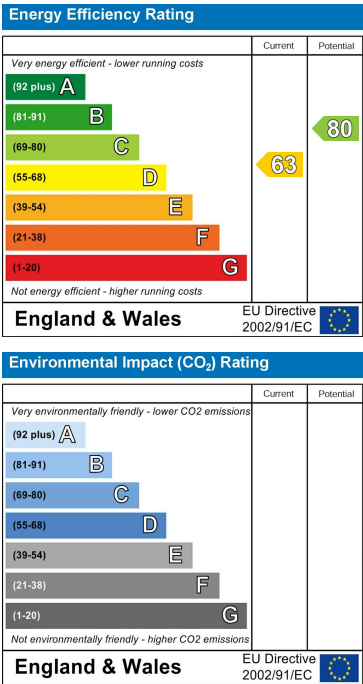 Energy Efficiency Rating
Current Potential
Very energy efficient - lower running costs
(92 plus) A
(81-91) B
(69-80) C
(55-68) D
(39-54) E
(21-38) F
(1-20) G
63
80
Not energy efficient - higher running costs
England & Wales
EU Directive
2002/91/EC
Environmental Impact (CO₂) Rating
Current Potential
Very environmentally friendly - lower CO2 emissions
(92 plus) A
(81-91) B
(69-80) C
(55-68) D
(39-54) E
(21-38) F
(1-20) G
Not environmentally friendly - higher CO2 emissions
England & Wales
EU Directive
2002/91/EC